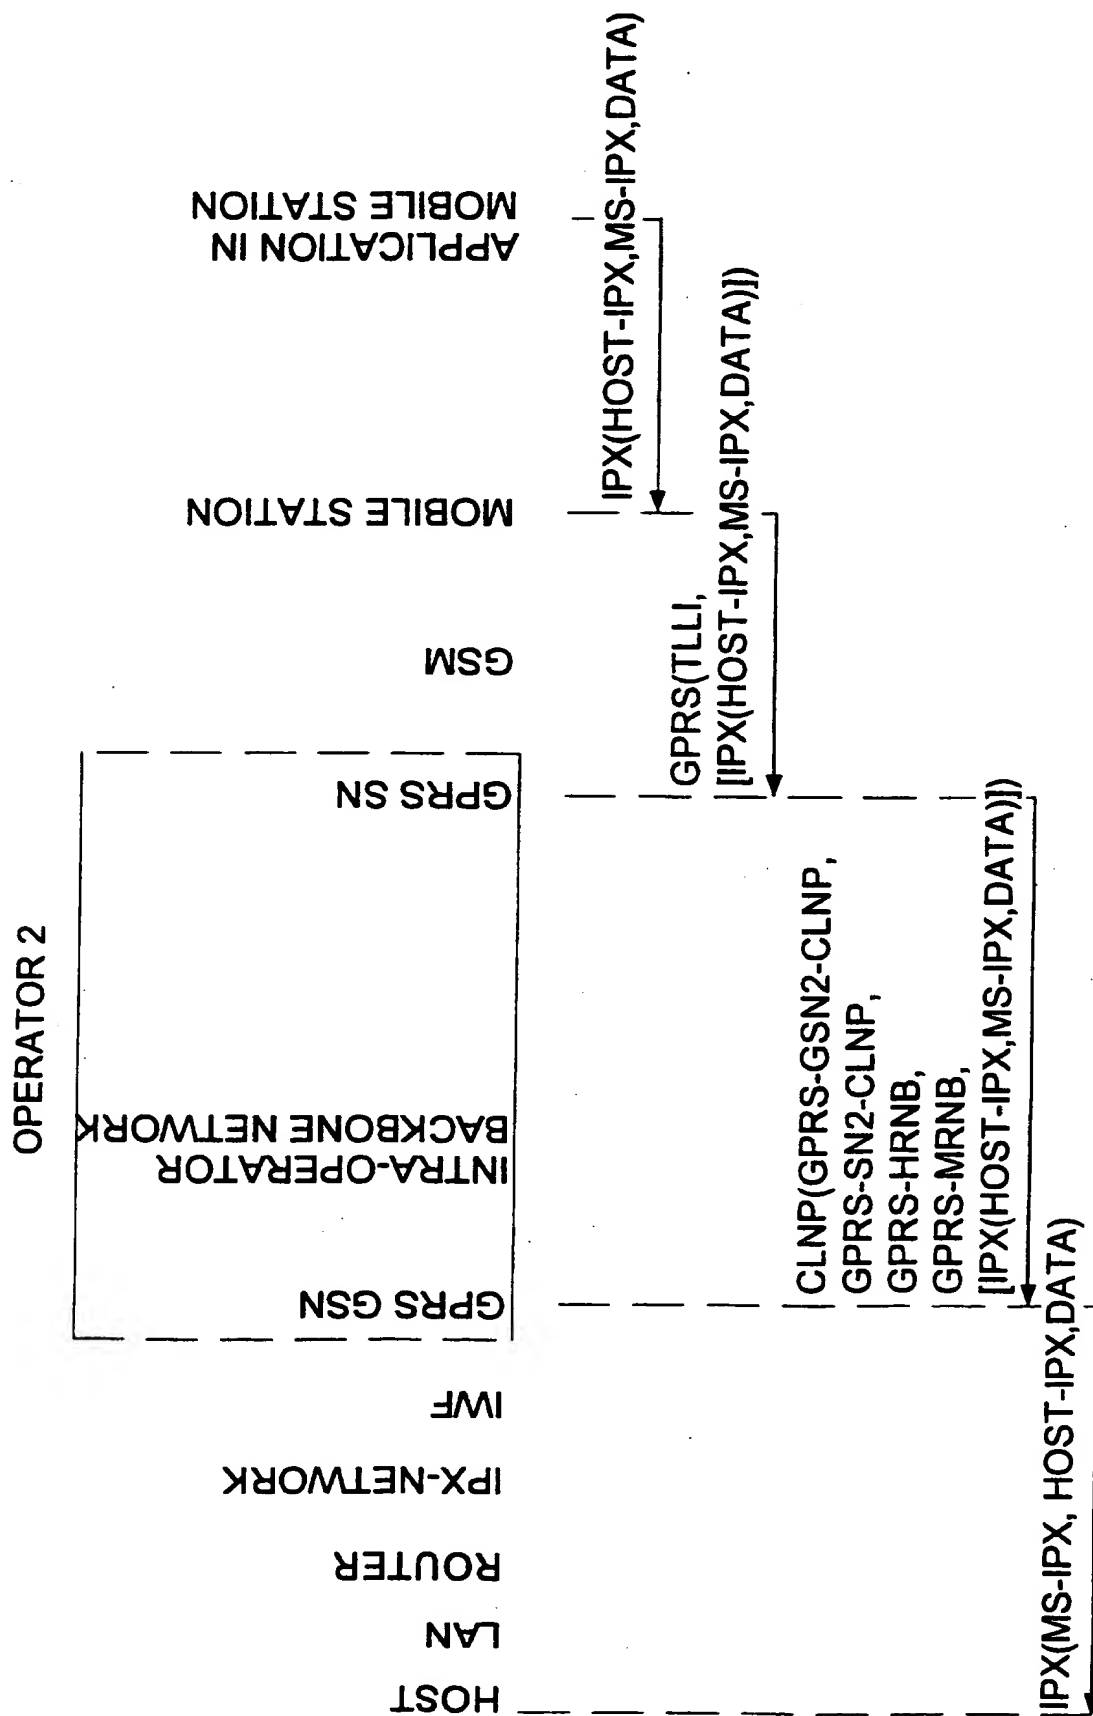 OPERATOR 2
HOST
LAN
ROUTER
IPX-NETWORK
IWF
GPRS GSN
INTRA-OPERATOR
BACKBONE NETWORK
GPRS SN
GSM
MOBILE STATION
APPLICATION IN
MOBILE STATION
IPX(HOST-IPX,MS-IPX,DATA)
GPRS(TLLI,
[IPX(HOST-IPX,MS-IPX,DATA)])
CLNP(GPRS-GSN2-CLNP,
GPRS-SN2-CLNP,
GPRS-HRNB,
GPRS-MRNB,
[IPX(HOST-IPX,MS-IPX,DATA)])
IPX(MS-IPX, HOST-IPX,DATA)